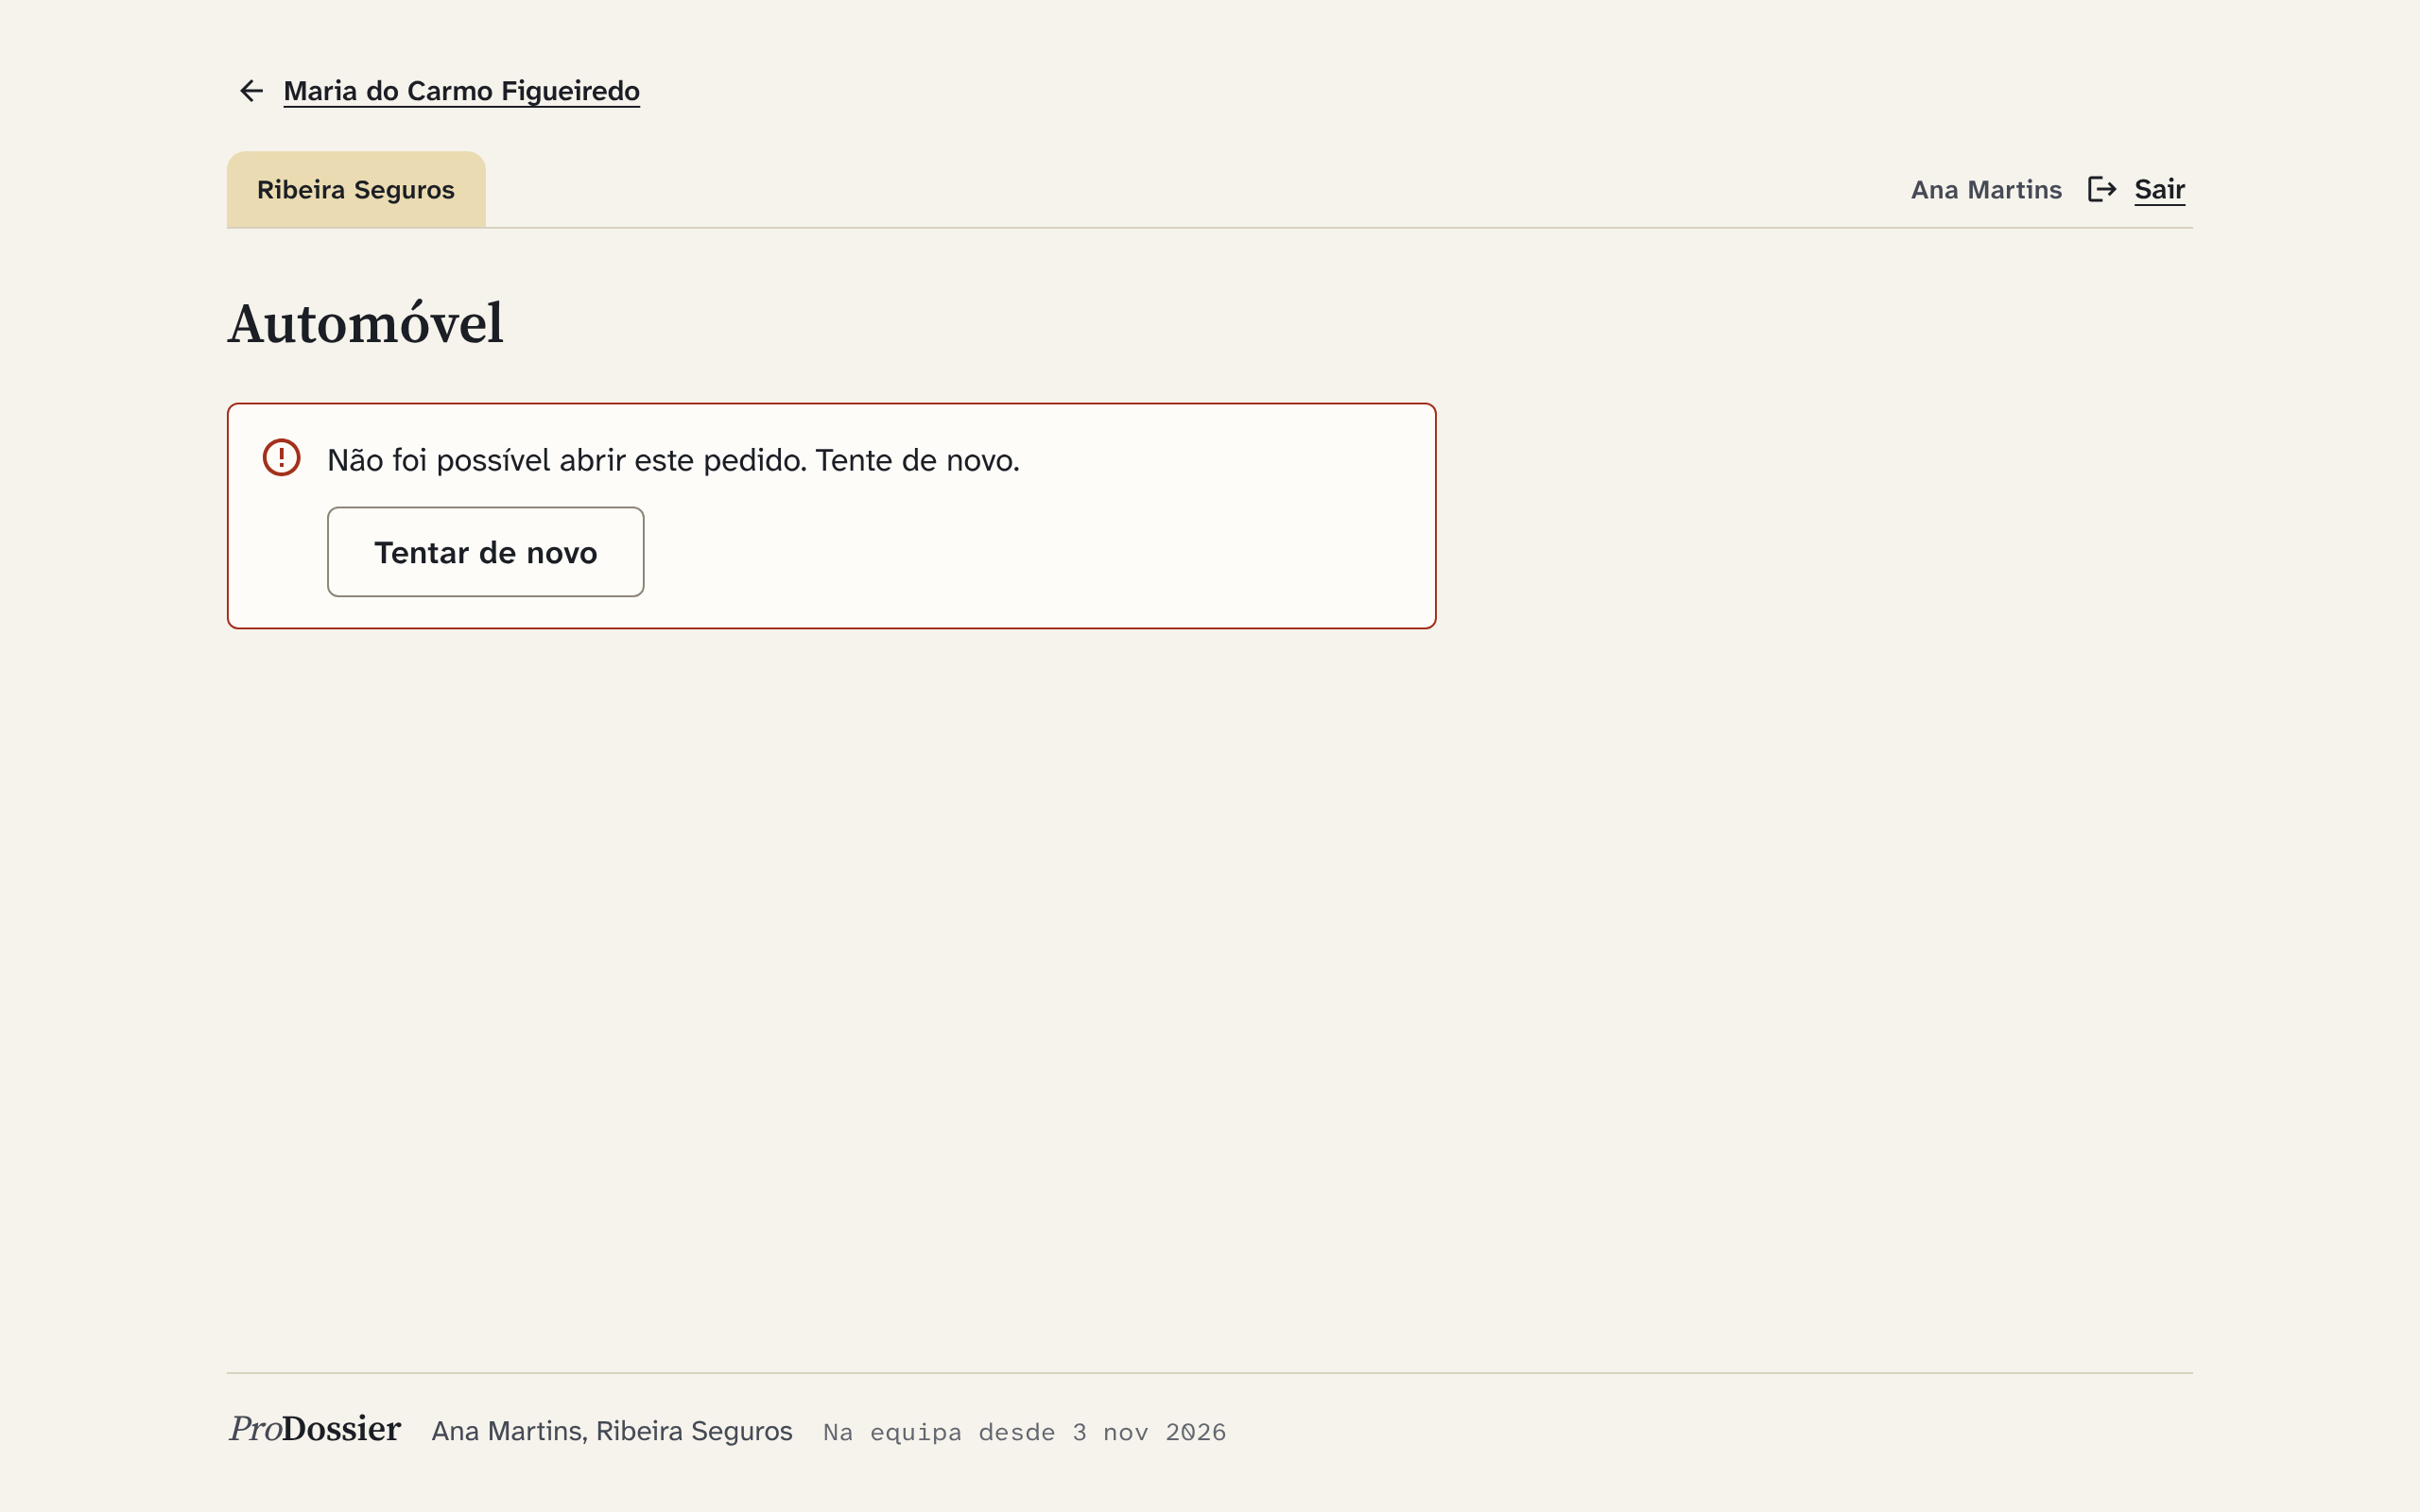 Maria do Carmo Figueiredo
Ribeira Seguros
Ana Martins Sair
Automóvel
Não foi possível abrir este pedido. Tente de novo.
Tentar de novo
ProDossier Ana Martins, Ribeira Seguros Na equipa desde 3 nov 2026